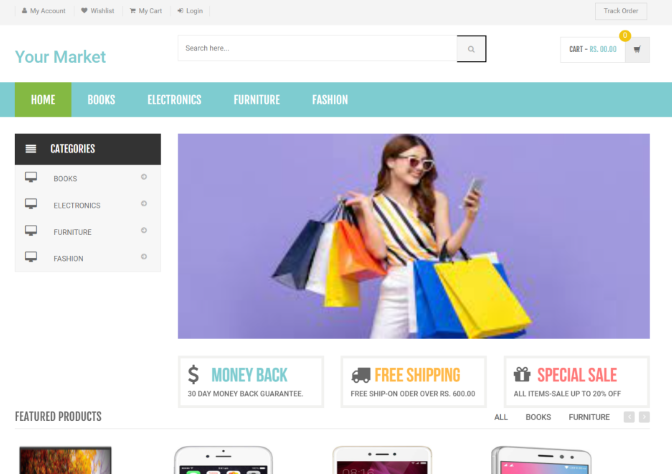 My Account Wishlist My Cart Login Track Order
Your Market
Search here...
CART - RS. 00.00 0
HOME BOOKS ELECTRONICS FURNITURE FASHION
CATEGORIES
BOOKS
ELECTRONICS
FURNITURE
FASHION
MONEY BACK
30 DAY MONEY BACK GUARANTEE.
FREE SHIPPING
FREE SHIP-ON ODER OVER RS. 600.00
SPECIAL SALE
ALL ITEMS-SALE UP TO 20% OFF
FEATURED PRODUCTS
ALL BOOKS FURNITURE
08:16